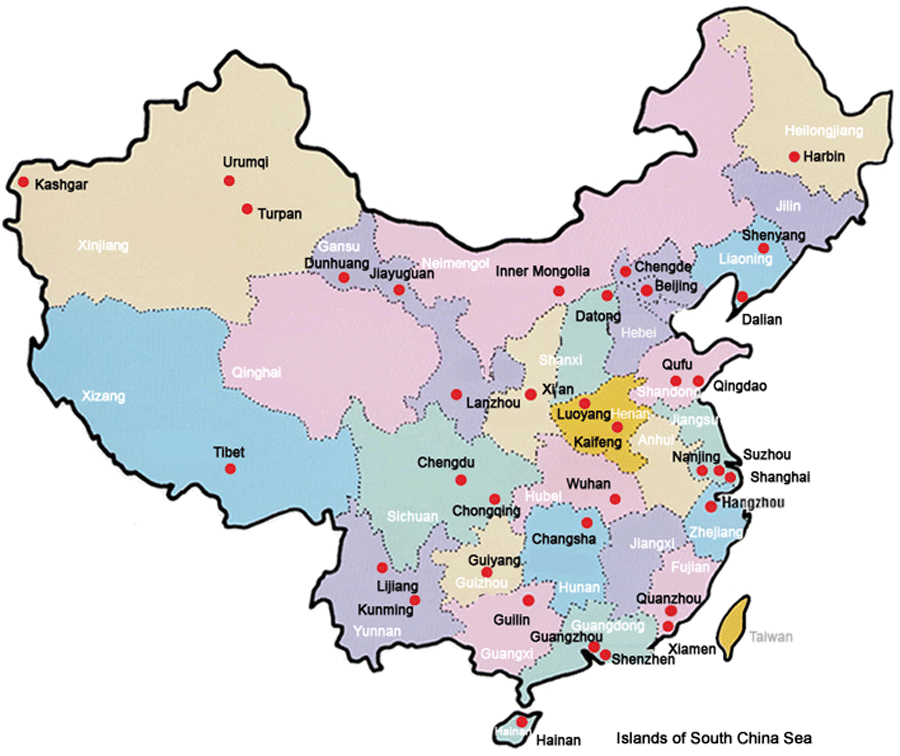 Heilongjiang
Harbin
Urumqi
Kashgar
Turpan
Jilin
Xinjiang
Shenyang
Gansu
Liaoning
Dunhuang
Jiayuguan
Neimengol
Inner Mongolia
Chengde
Beijing
Datong
Dalian
Hebei
Shanxi
Qufu
Qinghai
Qingdao
Shandong
Xizang
Xi'an
Lanzhou
Luoyang
Henan
Jiangsu
Kaifeng
Anhui
Tibet
Chengdu
Nanjing
Suzhou
Shanghai
Wuhan
Hubei
Chongqing
Hangzhou
Sichuan
Changsha
Zhejiang
Jiangxi
Guiyang
Fujian
Guizhou
Lijiang
Hunan
Quanzhou
Kunming
Guilin
Yunnan
Guangdong
Guangzhou
Taiwan
Guangxi
Xiamen
Shenzhen
Hainan
Hainan
Islands of South China Sea